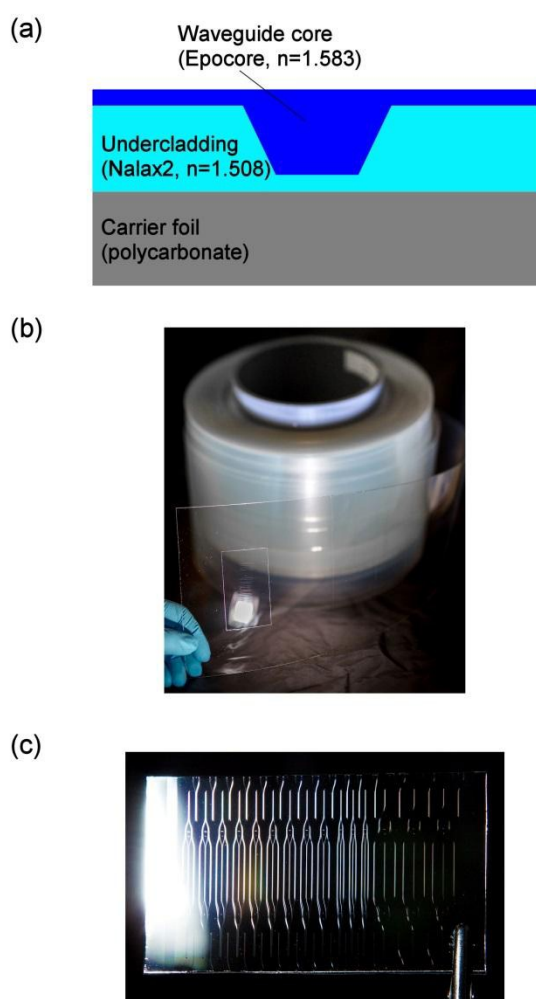 (a)
Waveguide core
(Epocore, n=1.583)
Undercladding
(Nalax2, n=1.508)
Carrier foil
(polycarbonate)
(b)
(c)